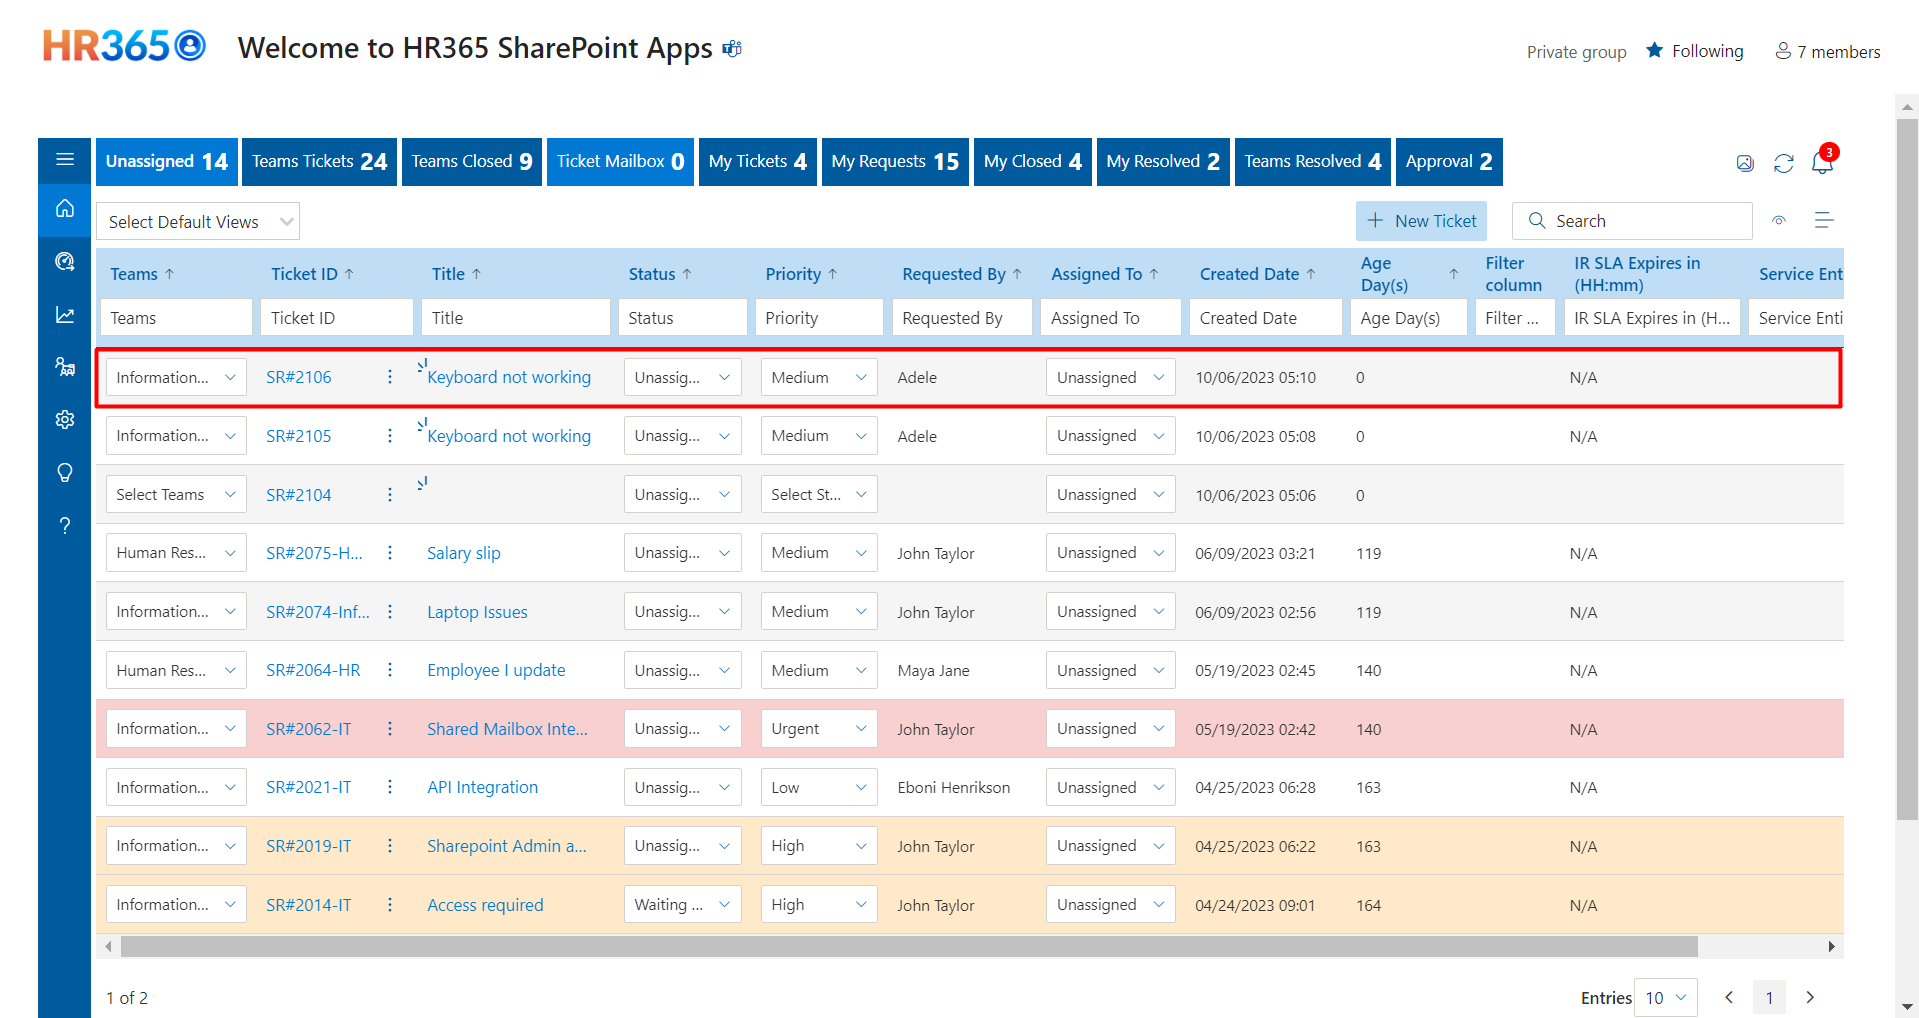 HR365 Welcome to HR365 SharePoint Apps Private group Following 7 members
Unassigned 14 Teams Tickets 24 Teams Closed 9 Ticket Mailbox 0 My Tickets 4 My Requests 15 My Closed 4 My Resolved 2 Teams Resolved 4 Approval 2 3
Select Default Views + New Ticket Search
Teams ↑ Ticket ID ↑ Title ↑ Status ↑ Priority ↑ Requested By ↑ Assigned To ↑ Created Date ↑ Age Day(s) ↑ Filter column IR SLA Expires in (HH:mm) Service Ent
Teams Ticket ID Title Status Priority Requested By Assigned To Created Date Age Day(s) Filter ... IR SLA Expires in (H... Service Enti
Information... SR#2106 Keyboard not working Unassig... Medium Adele Unassigned 10/06/2023 05:10 0 N/A
Information... SR#2105 Keyboard not working Unassig... Medium Adele Unassigned 10/06/2023 05:08 0 N/A
Select Teams SR#2104 Unassig... Select St... Unassigned 10/06/2023 05:06 0
Human Res... SR#2075-H... Salary slip Unassig... Medium John Taylor Unassigned 06/09/2023 03:21 119 N/A
Information... SR#2074-Inf... Laptop Issues Unassig... Medium John Taylor Unassigned 06/09/2023 02:56 119 N/A
Human Res... SR#2064-HR Employee I update Unassig... Medium Maya Jane Unassigned 05/19/2023 02:45 140 N/A
Information... SR#2062-IT Shared Mailbox Inte... Unassig... Urgent John Taylor Unassigned 05/19/2023 02:42 140 N/A
Information... SR#2021-IT API Integration Unassig... Low Eboni Henrikson Unassigned 04/25/2023 06:28 163 N/A
Information... SR#2019-IT Sharepoint Admin a... Unassig... High John Taylor Unassigned 04/25/2023 06:22 163 N/A
Information... SR#2014-IT Access required Waiting ... High John Taylor Unassigned 04/24/2023 09:01 164 N/A
1 of 2 Entries 10 1